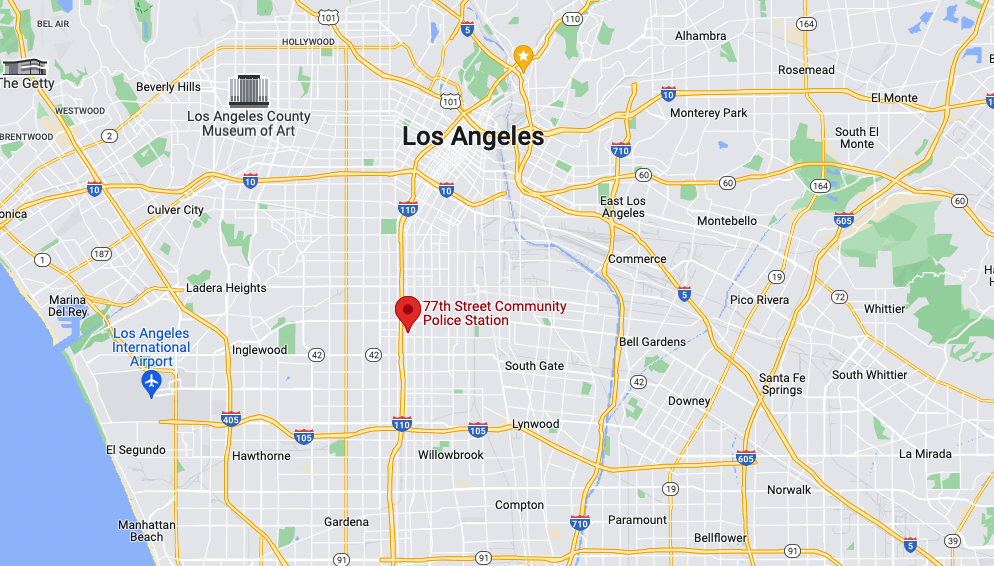 BEL AIR
101
5
110
164
HOLLYWOOD
Alhambra
The Getty
Beverly Hills
Rosemead
WESTWOOD
Los Angeles County
Museum of Art
101
10
El Monte
10
Monterey Park
BRENTWOOD
2
Los Angeles
710
South El
Monte
10
10
10
60
60
164
60
onica
Culver City
110
East Los
Angeles
Montebello
605
1
187
Commerce
19
Ladera Heights
5
72
Marina
Del Rey
77th Street Community
Police Station
Pico Rivera
Whittier
Los Angeles
International
Airport
Inglewood
42
42
Bell Gardens
South Gate
42
Santa Fe
Springs
South Whittier
Downey
405
105
110
105
Lynwood
El Segundo
Hawthorne
Willowbrook
605
La Mirada
19
Norwalk
Compton
Manhattan
Beach
Gardena
710
Paramount
Bellflower
5
39
91
91
91